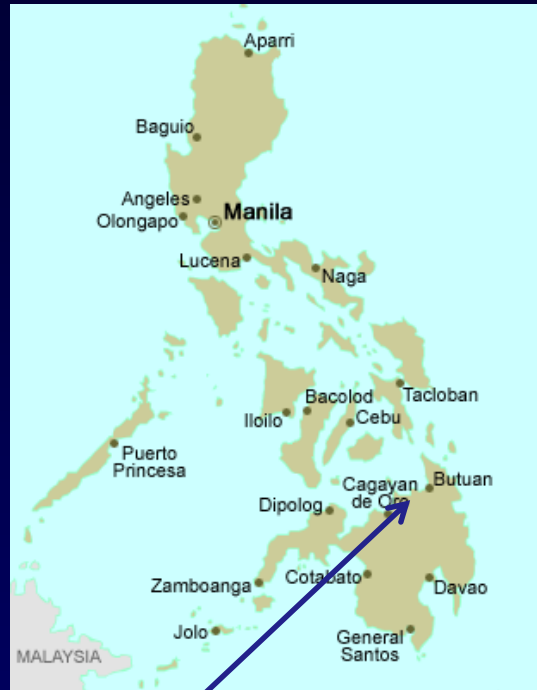 Aparri
Baguio
Angeles
Olongapo
Manila
Lucena
Naga
Tacloban
Bacolod
Iloilo
Cebu
Puerto
Princesa
Butuan
Cagayan
de Oro
Dipolog
Zamboanga
Cotabato
Davao
Jolo
General
Santos
MALAYSIA